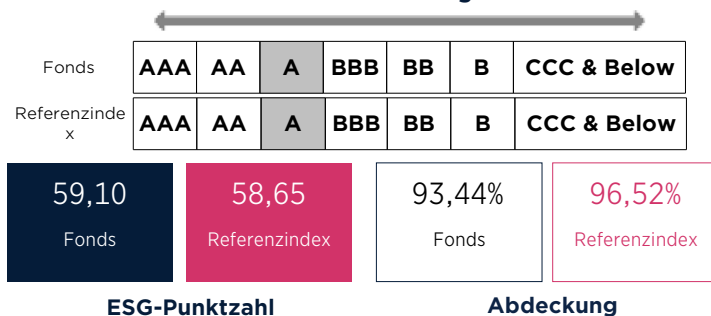 Fonds AAA AA A BBB BB B CCC & Below
Referenzinde
x
AAA AA A BBB BB B CCC & Below
59,10 58,65 93,44% 96,52%
Fonds Referenzindex Fonds Referenzindex
ESG-Punktzahl Abdeckung